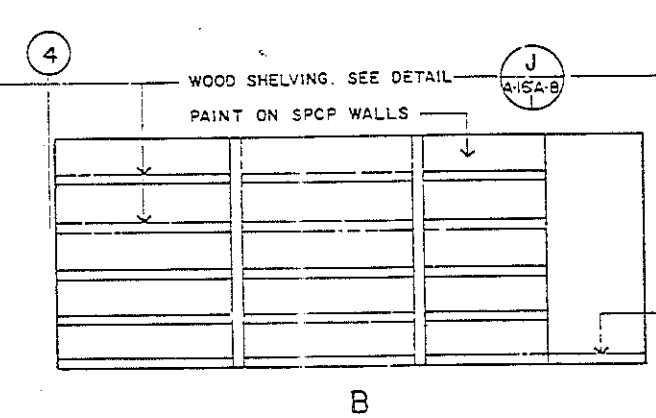 4
WOOD SHELVING. SEE DETAIL
J
A-15A-8
PAINT ON SPCP WALLS
B